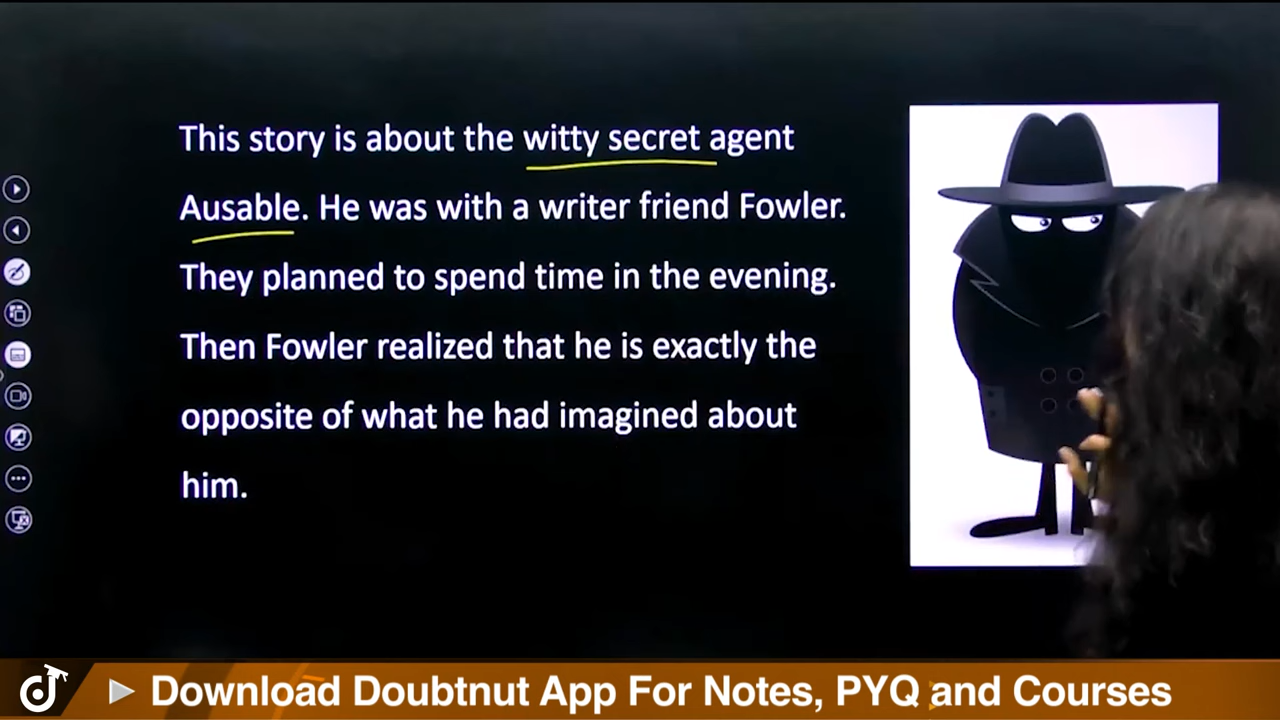 This story is about the witty secret agent
Ausable. He was with a writer friend Fowler.
They planned to spend time in the evening.
Then Fowler realized that he is exactly the
opposite of what he had imagined about
him.
Download Doubtnut App For Notes, PYQ and Courses